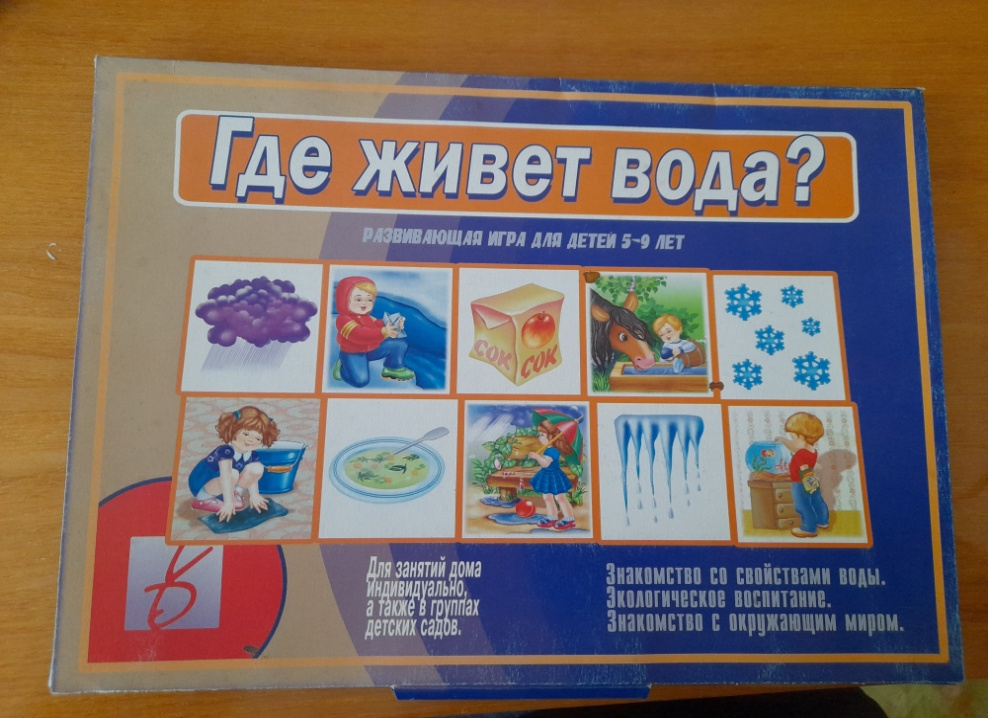 Где живет вода?
РАЗВИВАЮЩАЯ ИГРА ДЛЯ ДЕТЕЙ 5-9 ЛЕТ
СОК СОК
Для занятий дома
индивидуально,
а также в группах
детских садов.
Знакомство со свойствами воды.
Экологическое воспитание.
Знакомство с окружающим миром.